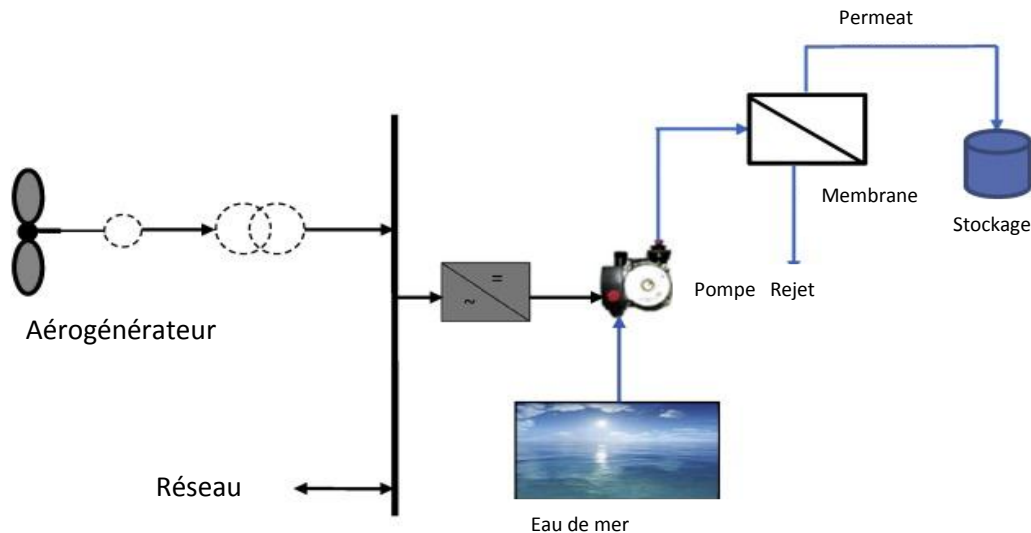 Permeat
Membrane
Stockage
Aérogénérateur
=
~
Pompe
Rejet
Réseau
Eau de mer